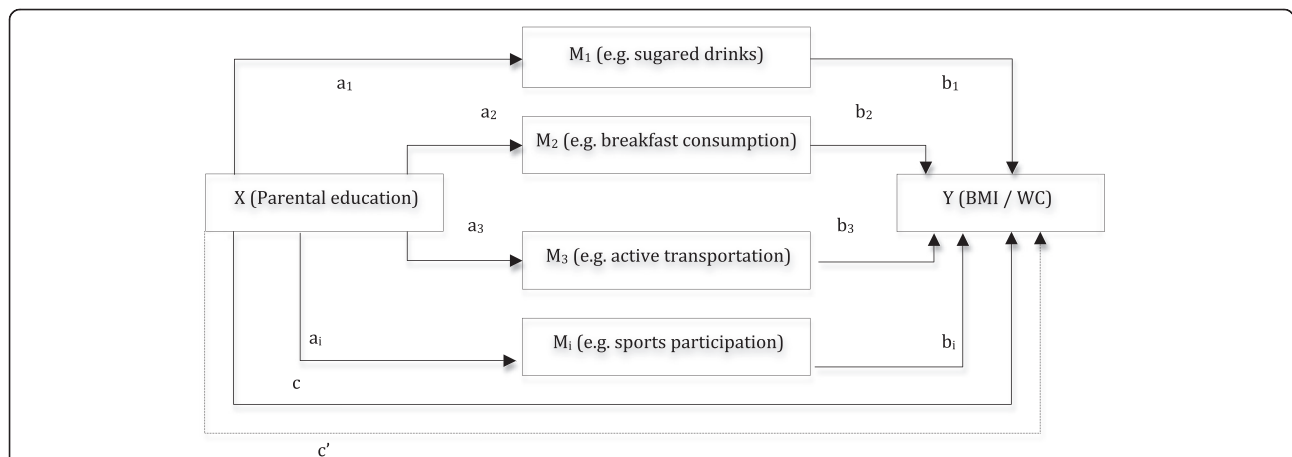 M₁ (e.g. sugared drinks)
a₁
b₁
a₂
b₂
M₂ (e.g. breakfast consumption)
X (Parental education)
Y (BMI / WC)
a₃
b₃
M₃ (e.g. active transportation)
aᵢ
Mᵢ (e.g. sports participation)
bᵢ
c
c’